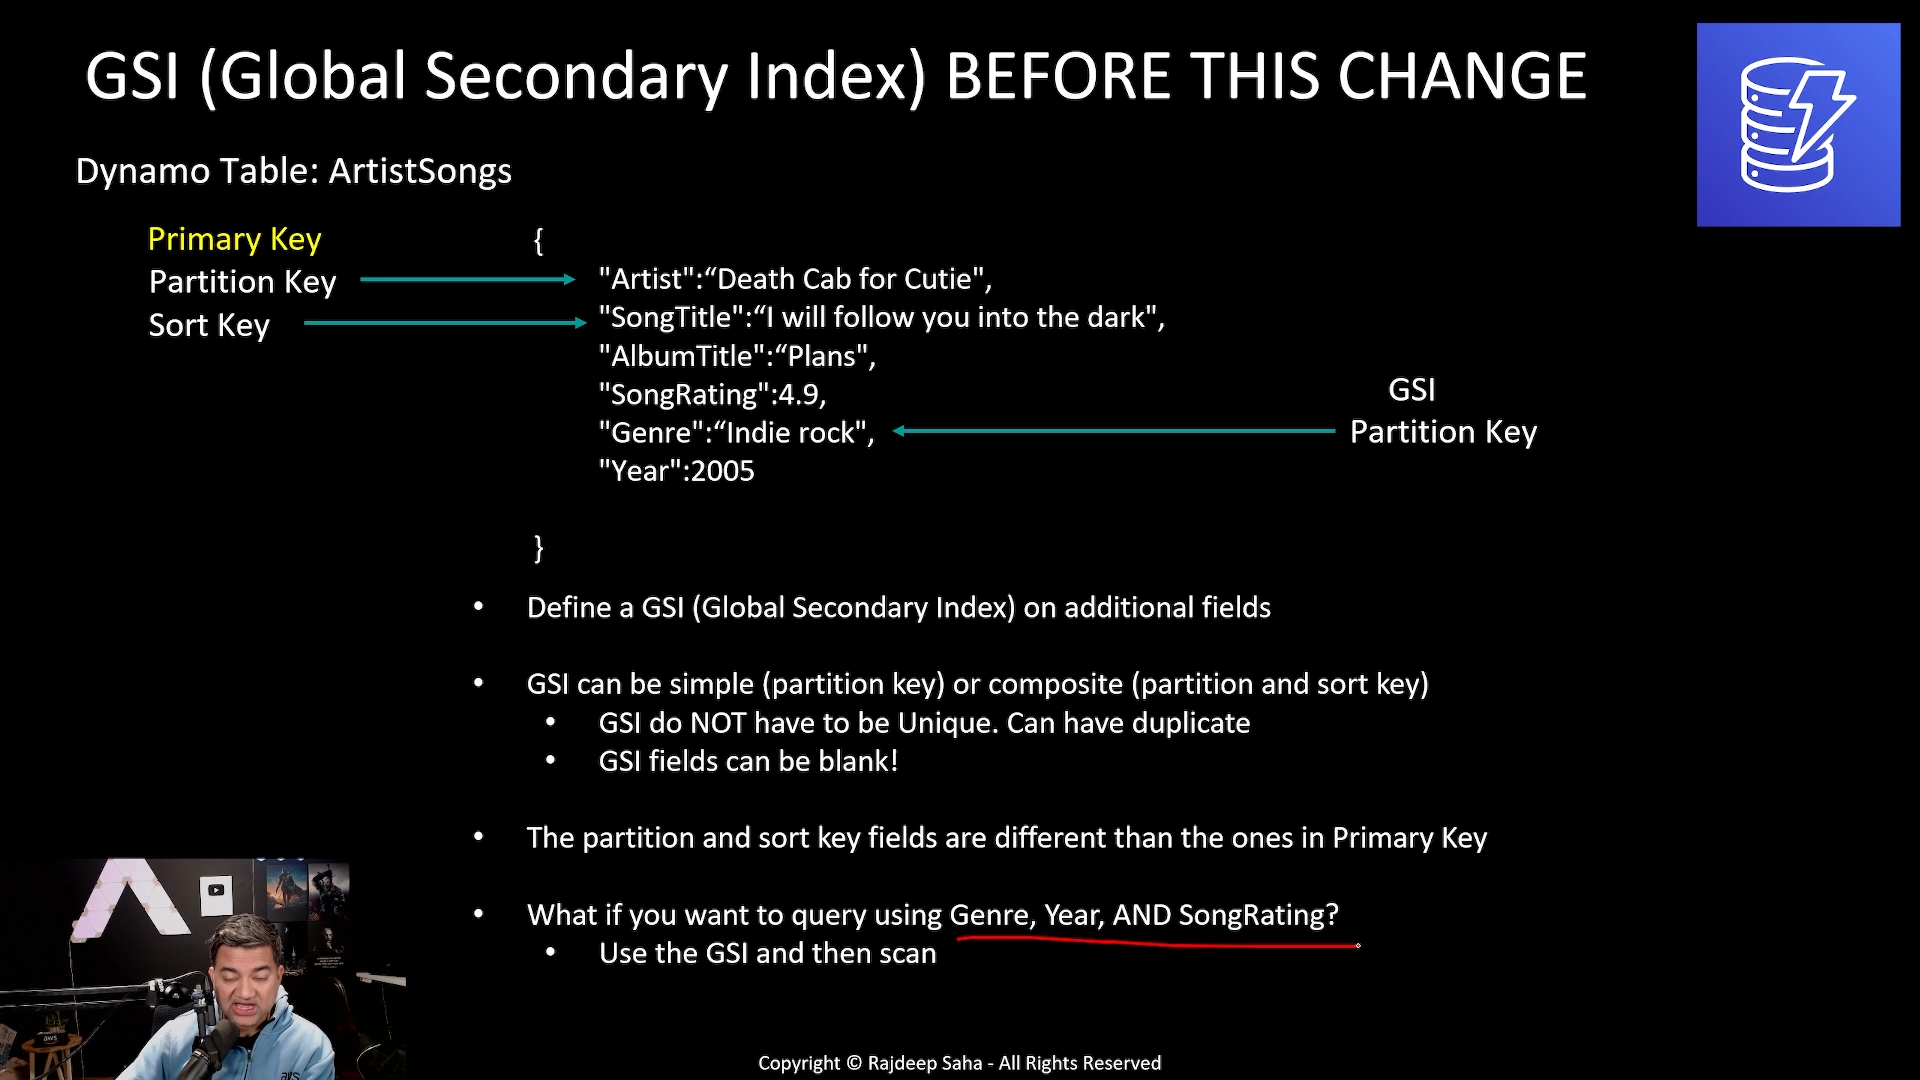 GSI (Global Secondary Index) BEFORE THIS CHANGE
Dynamo Table: ArtistSongs
Primary Key
Partition Key
Sort Key
{
"Artist":“Death Cab for Cutie",
"SongTitle":“I will follow you into the dark",
"AlbumTitle":“Plans",
"SongRating":4.9,
"Genre":“Indie rock",
"Year":2005
}
GSI
Partition Key
• Define a GSI (Global Secondary Index) on additional fields
• GSI can be simple (partition key) or composite (partition and sort key)
• GSI do NOT have to be Unique. Can have duplicate
• GSI fields can be blank!
• The partition and sort key fields are different than the ones in Primary Key
• What if you want to query using Genre, Year, AND SongRating?
• Use the GSI and then scan
aws
aws
Copyright © Rajdeep Saha - All Rights Reserved